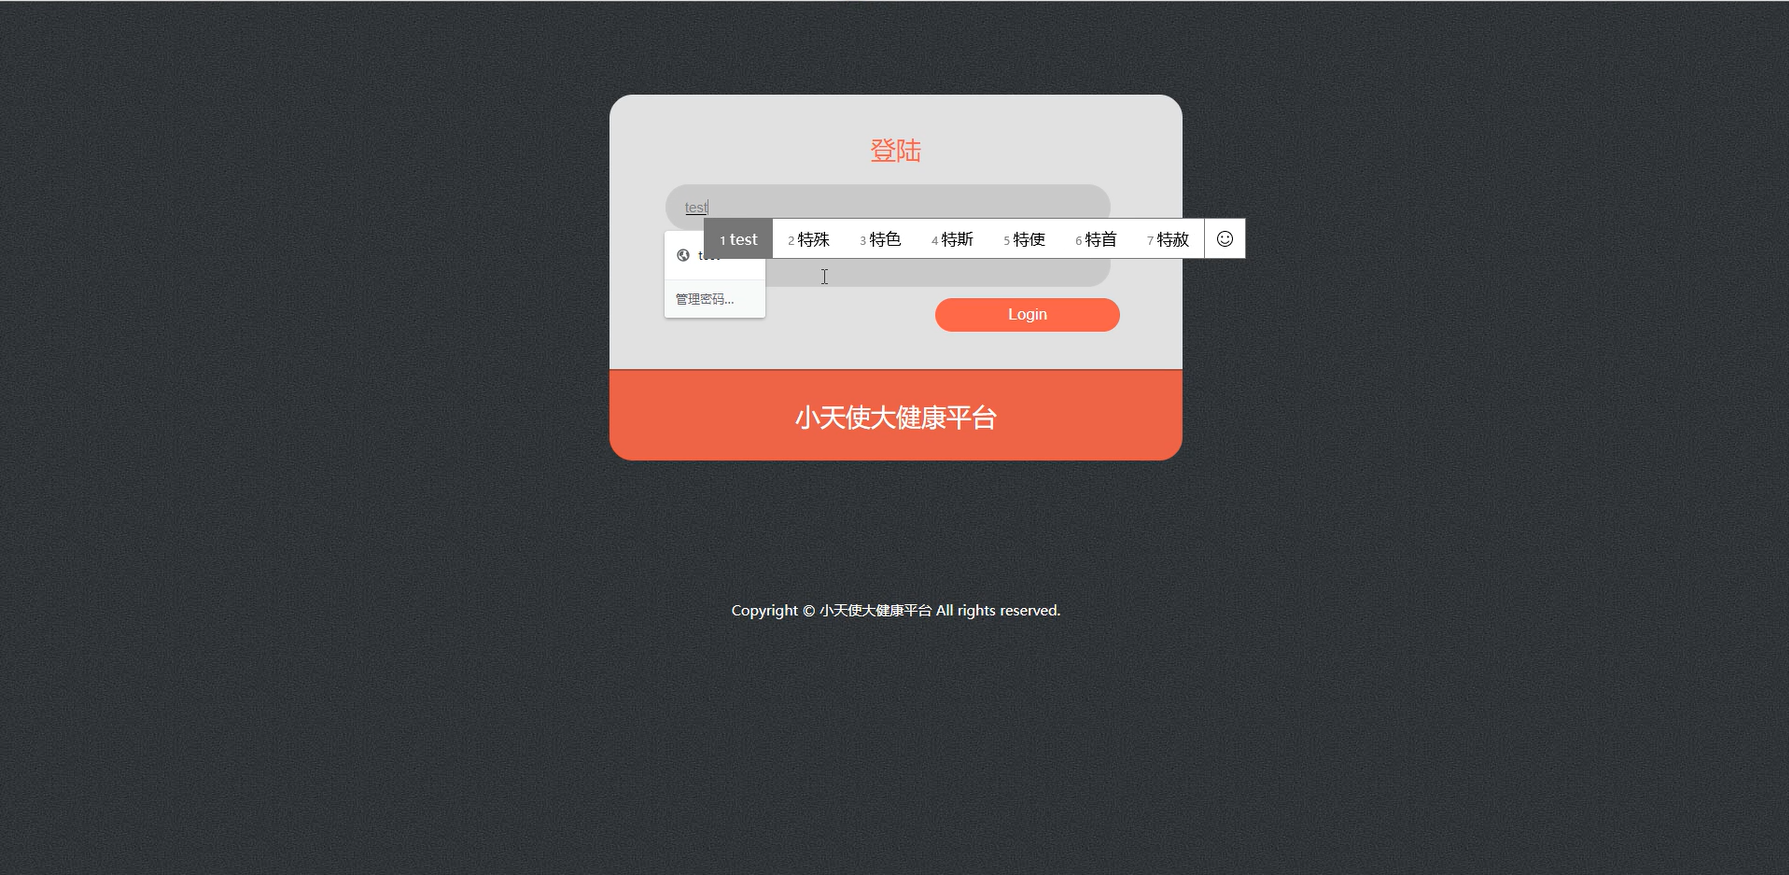 登陆
test
1 test 2 特殊 3 特色 4 特斯 5 特使 6 特首 7 特赦
test
管理密码...
Login
小天使大健康平台
Copyright © 小天使大健康平台 All rights reserved.